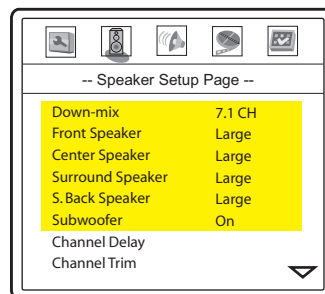 -- Speaker Setup Page --
Down-mix 7.1 CH
Front Speaker Large
Center Speaker Large
Surround Speaker Large
S. Back Speaker Large
Subwoofer On
Channel Delay
Channel Trim